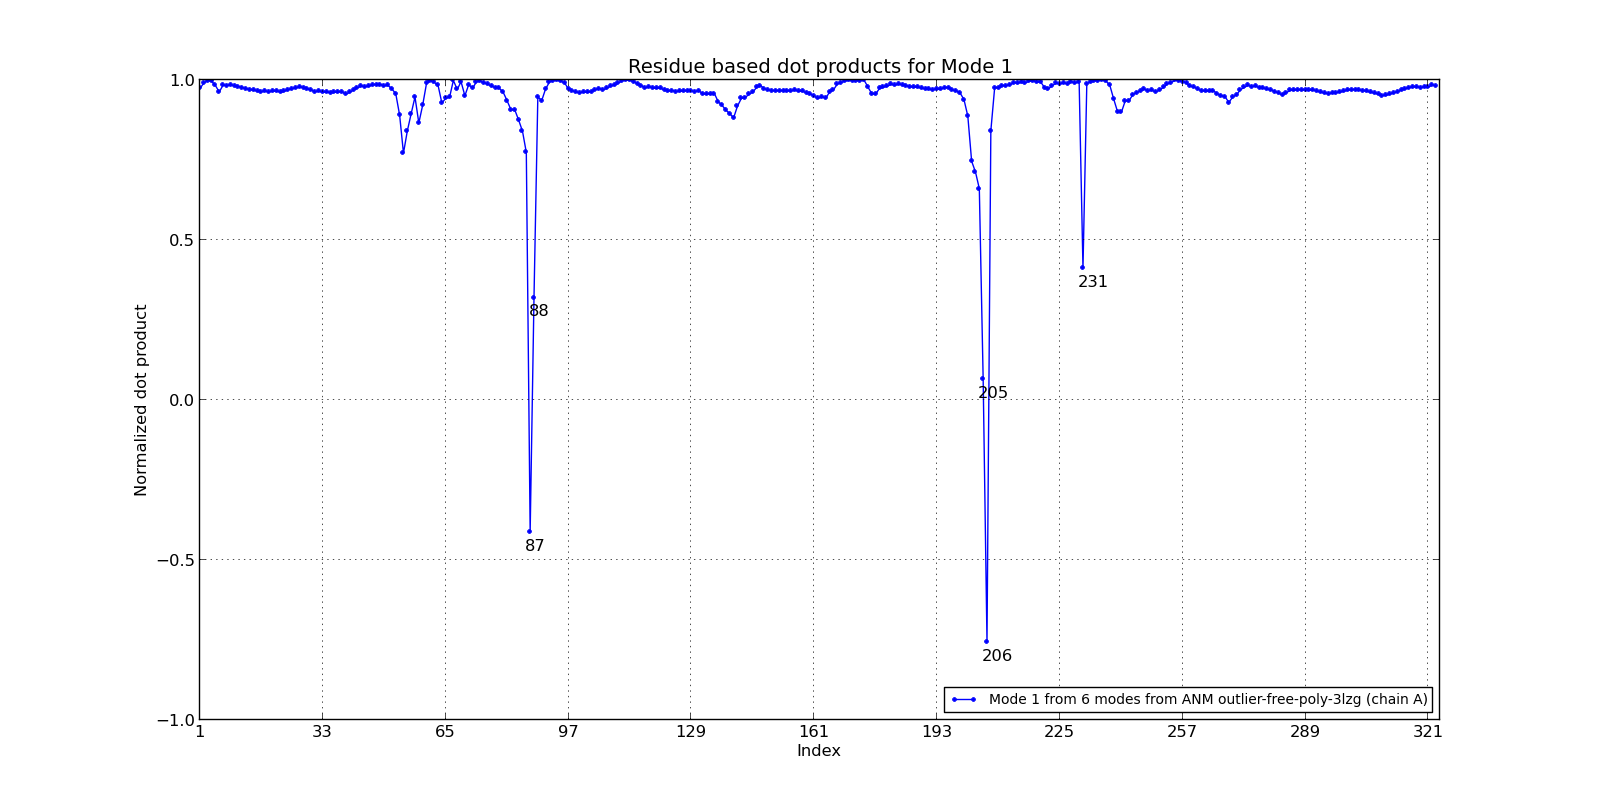 Residue based dot products for Mode 1
1.0
0.5
0.0
−0.5
−1.0
Normalized dot product
231
88
205
87
206
Mode 1 from 6 modes from ANM outlier-free-poly-3lzg (chain A)
1 33 65 97 129 161 193 225 257 289 321
Index